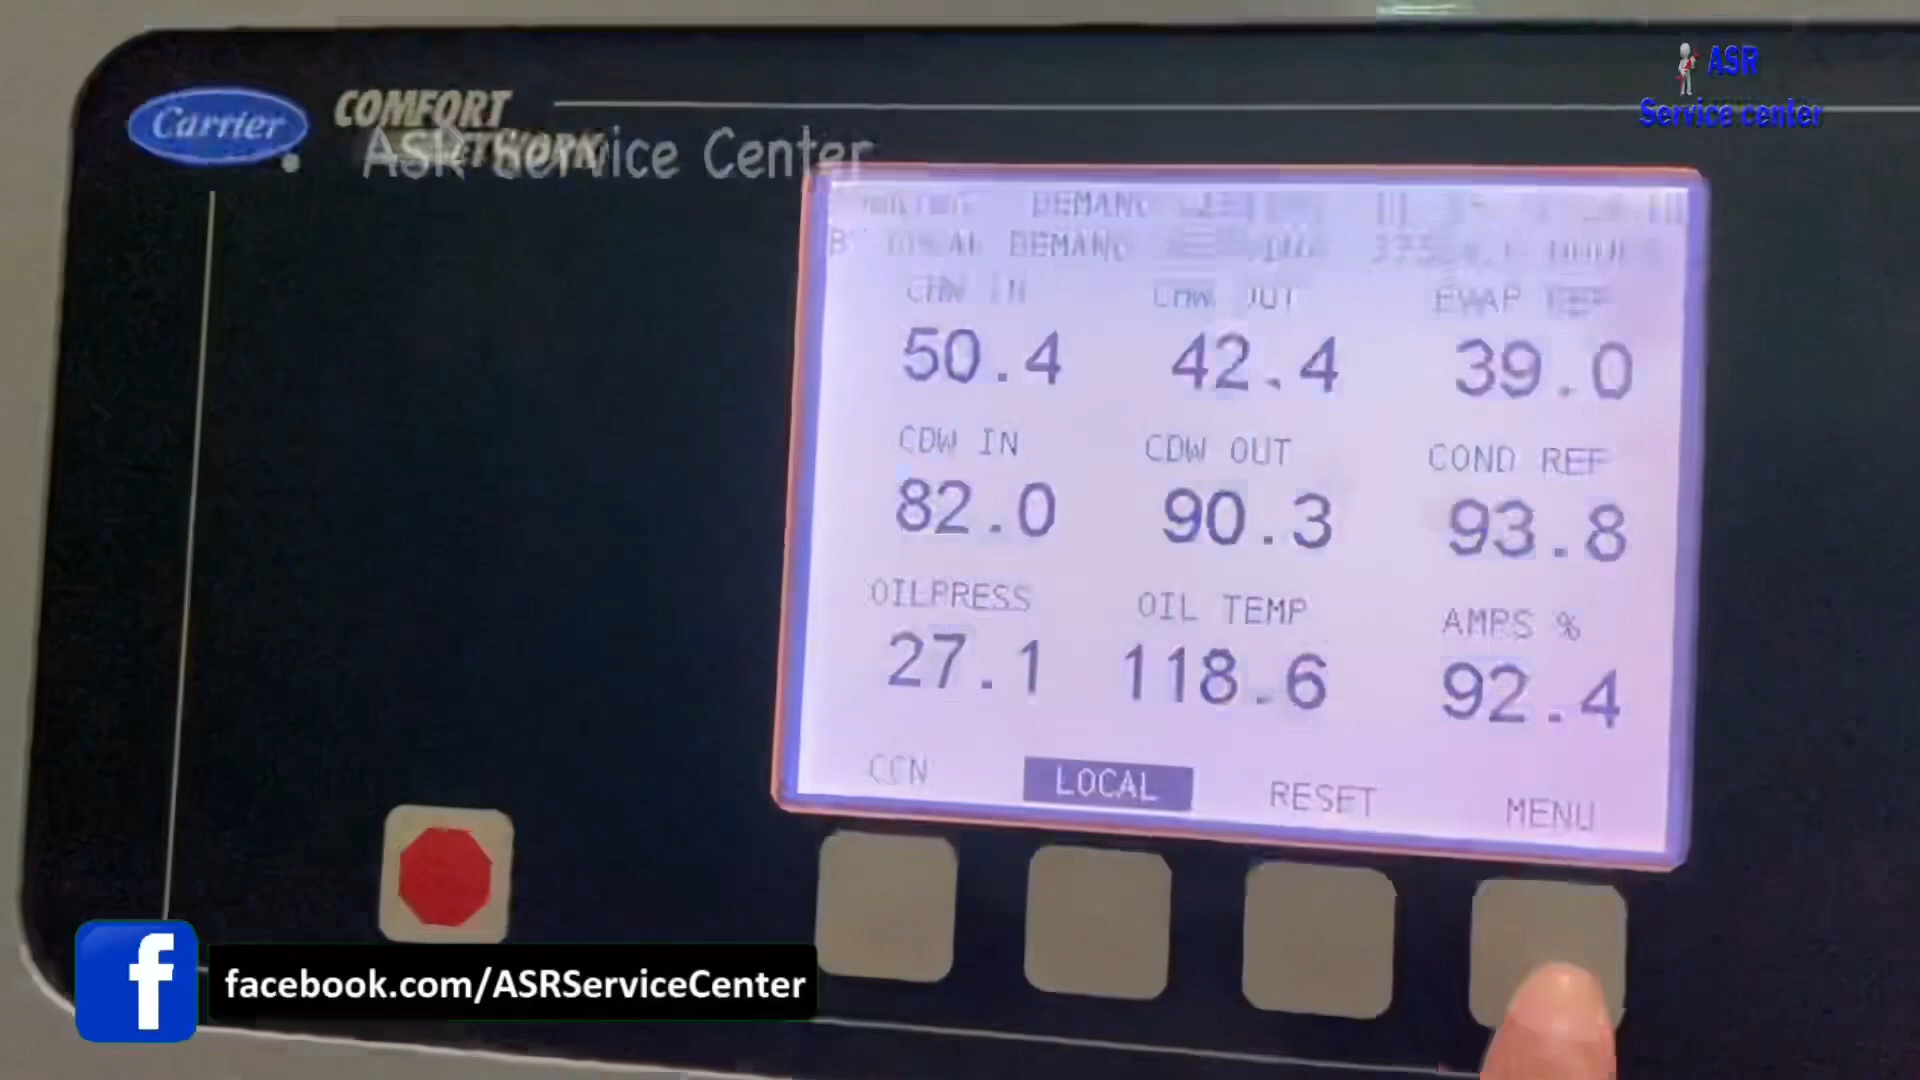 Carrier
COMFORT
NETWORK
ASR Service Center
ASR
Service center
DEMAND
DEMAND
CHW IN CHW OUT EVAP REF
50.4 42.4 39.0
CDW IN CDW OUT COND REF
82.0 90.3 93.8
OILPRESS OIL TEMP AMPS %
27.1 118.6 92.4
CCN LOCAL RESET MENU
f facebook.com/ASRServiceCenter